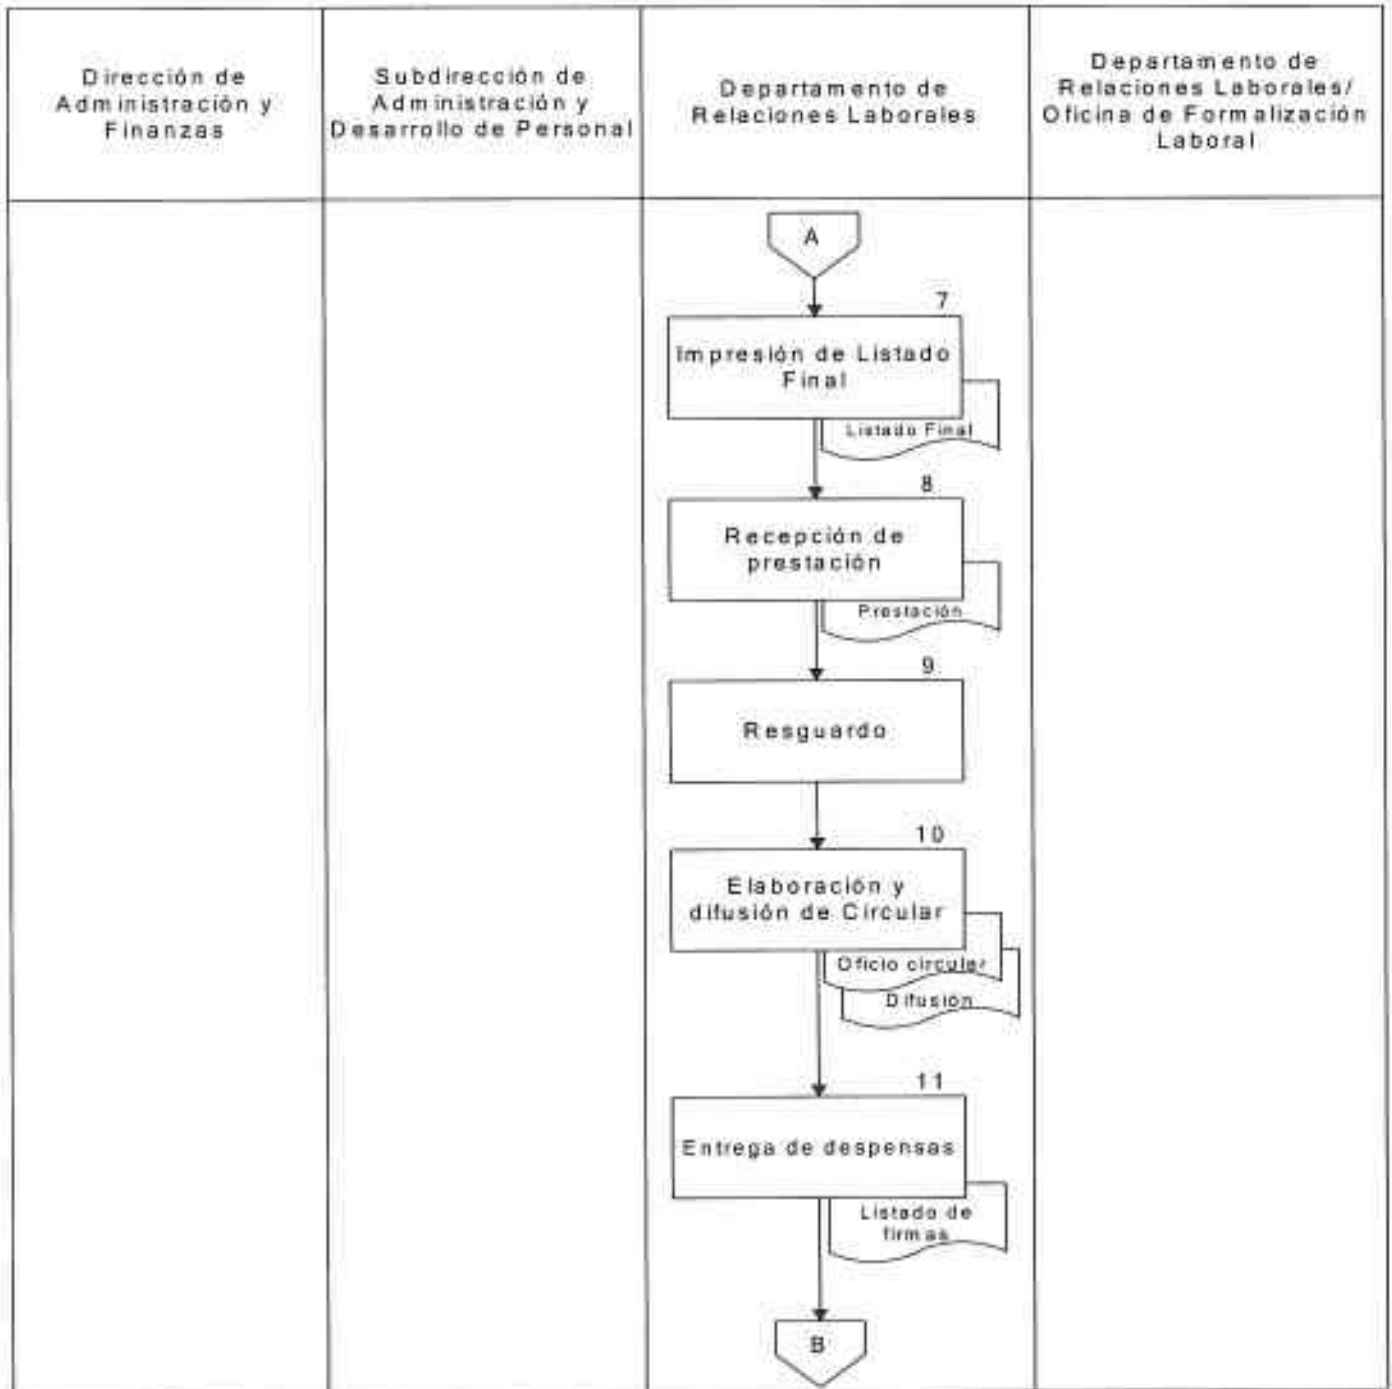 Dirección de
Administración y
Finanzas
Subdirección de
Administración y
Desarrollo de Personal
Departamento de
Relaciones Laborales
Departamento de
Relaciones Laborales/
Oficina de Formalización
Laboral
A
7
Impresión de Listado
Final
Listado Final
8
Recepción de
prestación
Prestación
9
Resguardo
10
Elaboración y
difusión de Circular
Oficio circular
Difusión
11
Entrega de despensas
Listado de
firmas
B